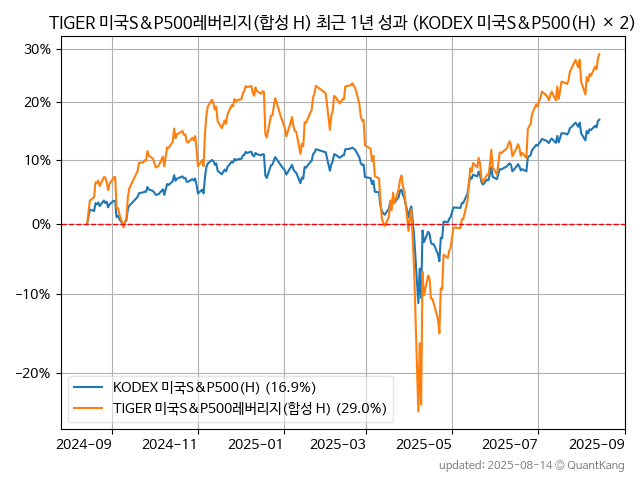 TIGER 미국S&P500레버리지(합성 H) 최근 1년 성과 (KODEX 미국S&P500(H) × 2)
30%
20%
10%
0%
−10%
−20%
KODEX 미국S&P500(H) (16.9%)
TIGER 미국S&P500레버리지(합성 H) (29.0%)
2024-09 2024-11 2025-01 2025-03 2025-05 2025-07 2025-09
updated: 2025-08-14 © QuantKang